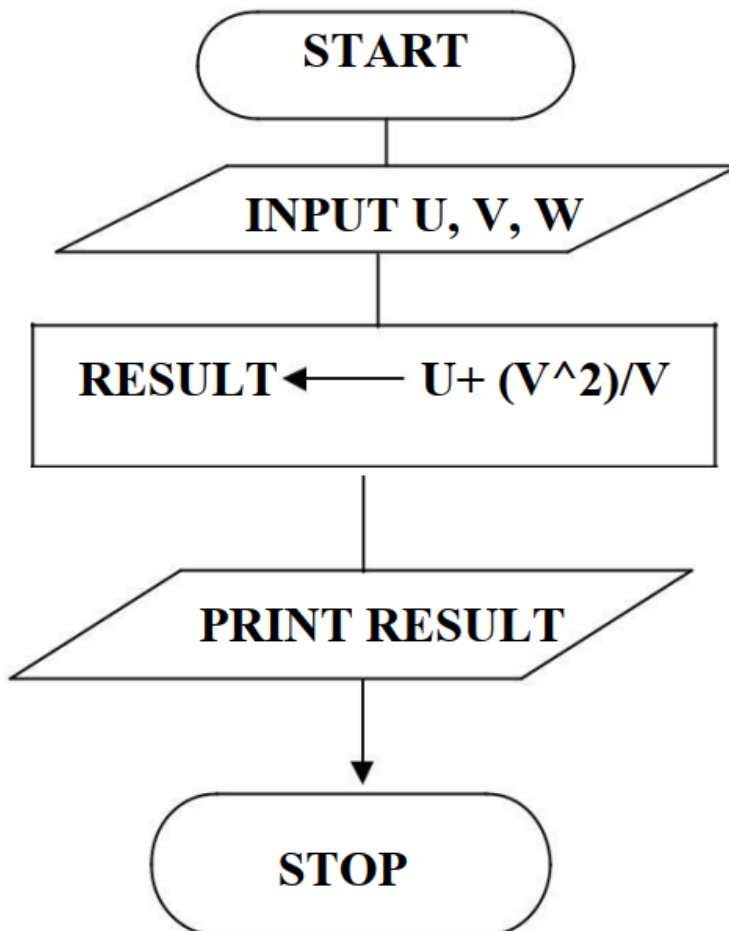 START
INPUT U, V, W
RESULT U+ (V^2)/V
PRINT RESULT
STOP